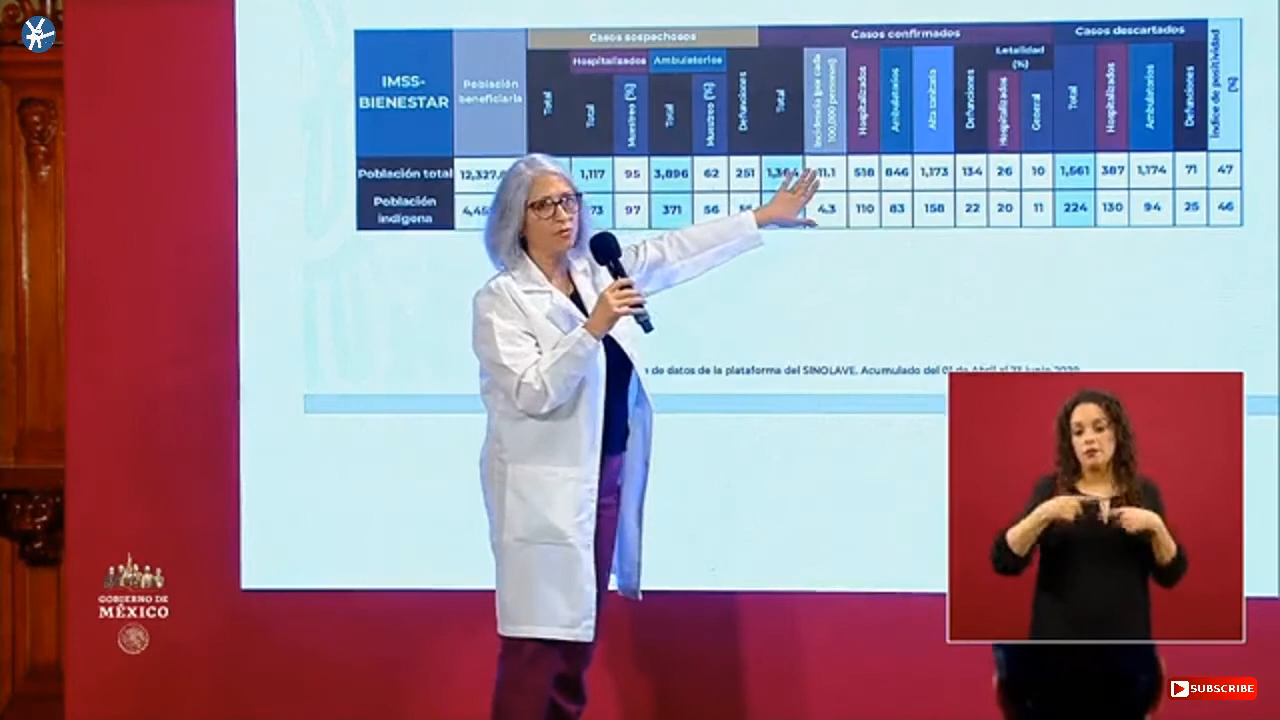 Casos sospechosos Casos confirmados Casos descartados
IMSS-BIENESTAR
Población beneficiaria
Total
Hospitalizados
Total
Muestreo (%)
Ambulatorios
Total
Muestreo (%)
Defunciones
Total
Incidencia (por cada 100,000 personas)
Hospitalizados
Ambulatorios
Alta sanitaria
Defunciones
Letalidad (%)
Hospitalizados
General
Total
Hospitalizados
Ambulatorios
Defunciones
Índice de positividad (%)
Población total 1,117 95 3,896 62 251 11.1 518 846 1,173 134 26 10 1,561 387 1,174 71 47
Población indígena 97 371 56 4.3 110 83 158 22 20 11 224 130 94 25 46
de datos de la plataforma del SINOLAVE. Acumulado del
GOBIERNO DE
MÉXICO
SUBSCRIBE